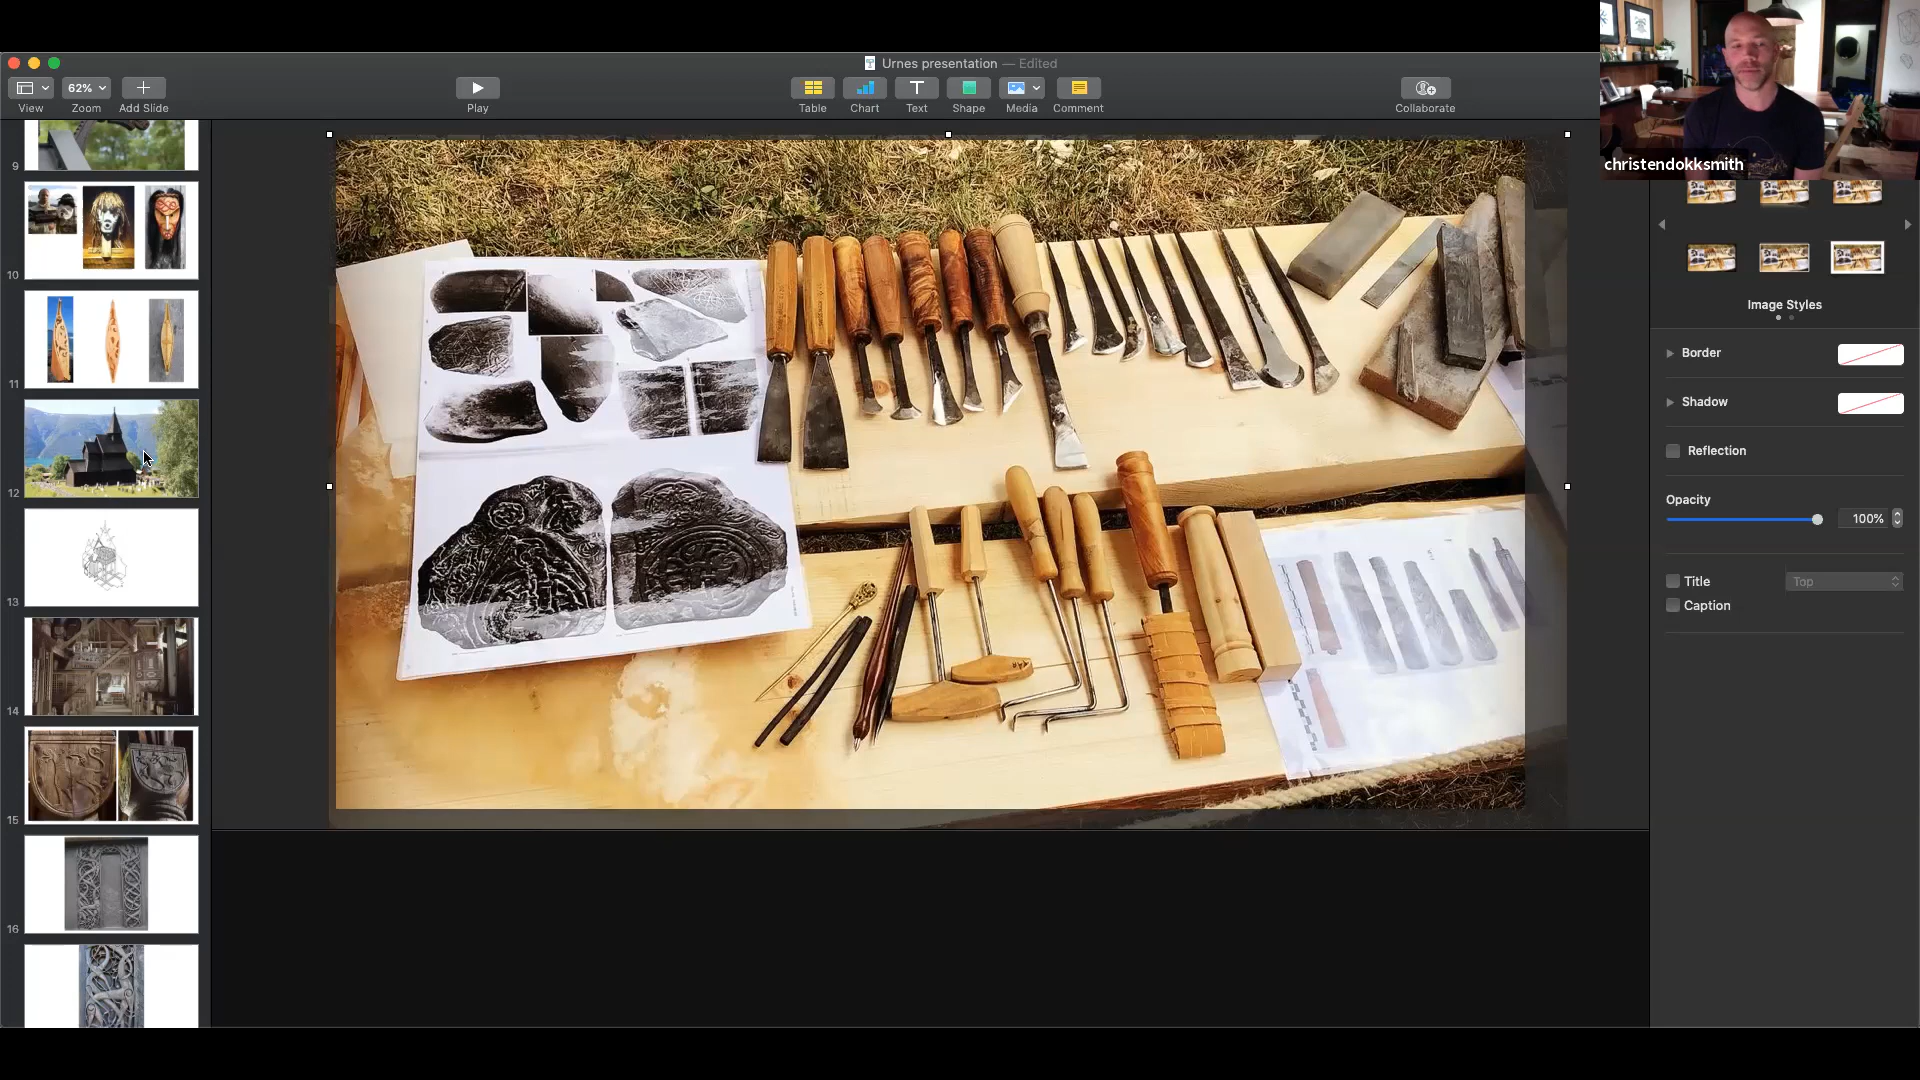 Urnes presentation — Edited
62%
View
Zoom
Add Slide
Play
Table
Chart
Text
Shape
Media
Comment
Collaborate
christendokksmith
9
10
11
12
13
14
15
16
Image Styles
Border
Shadow
Reflection
Opacity
100%
Title
Top
Caption